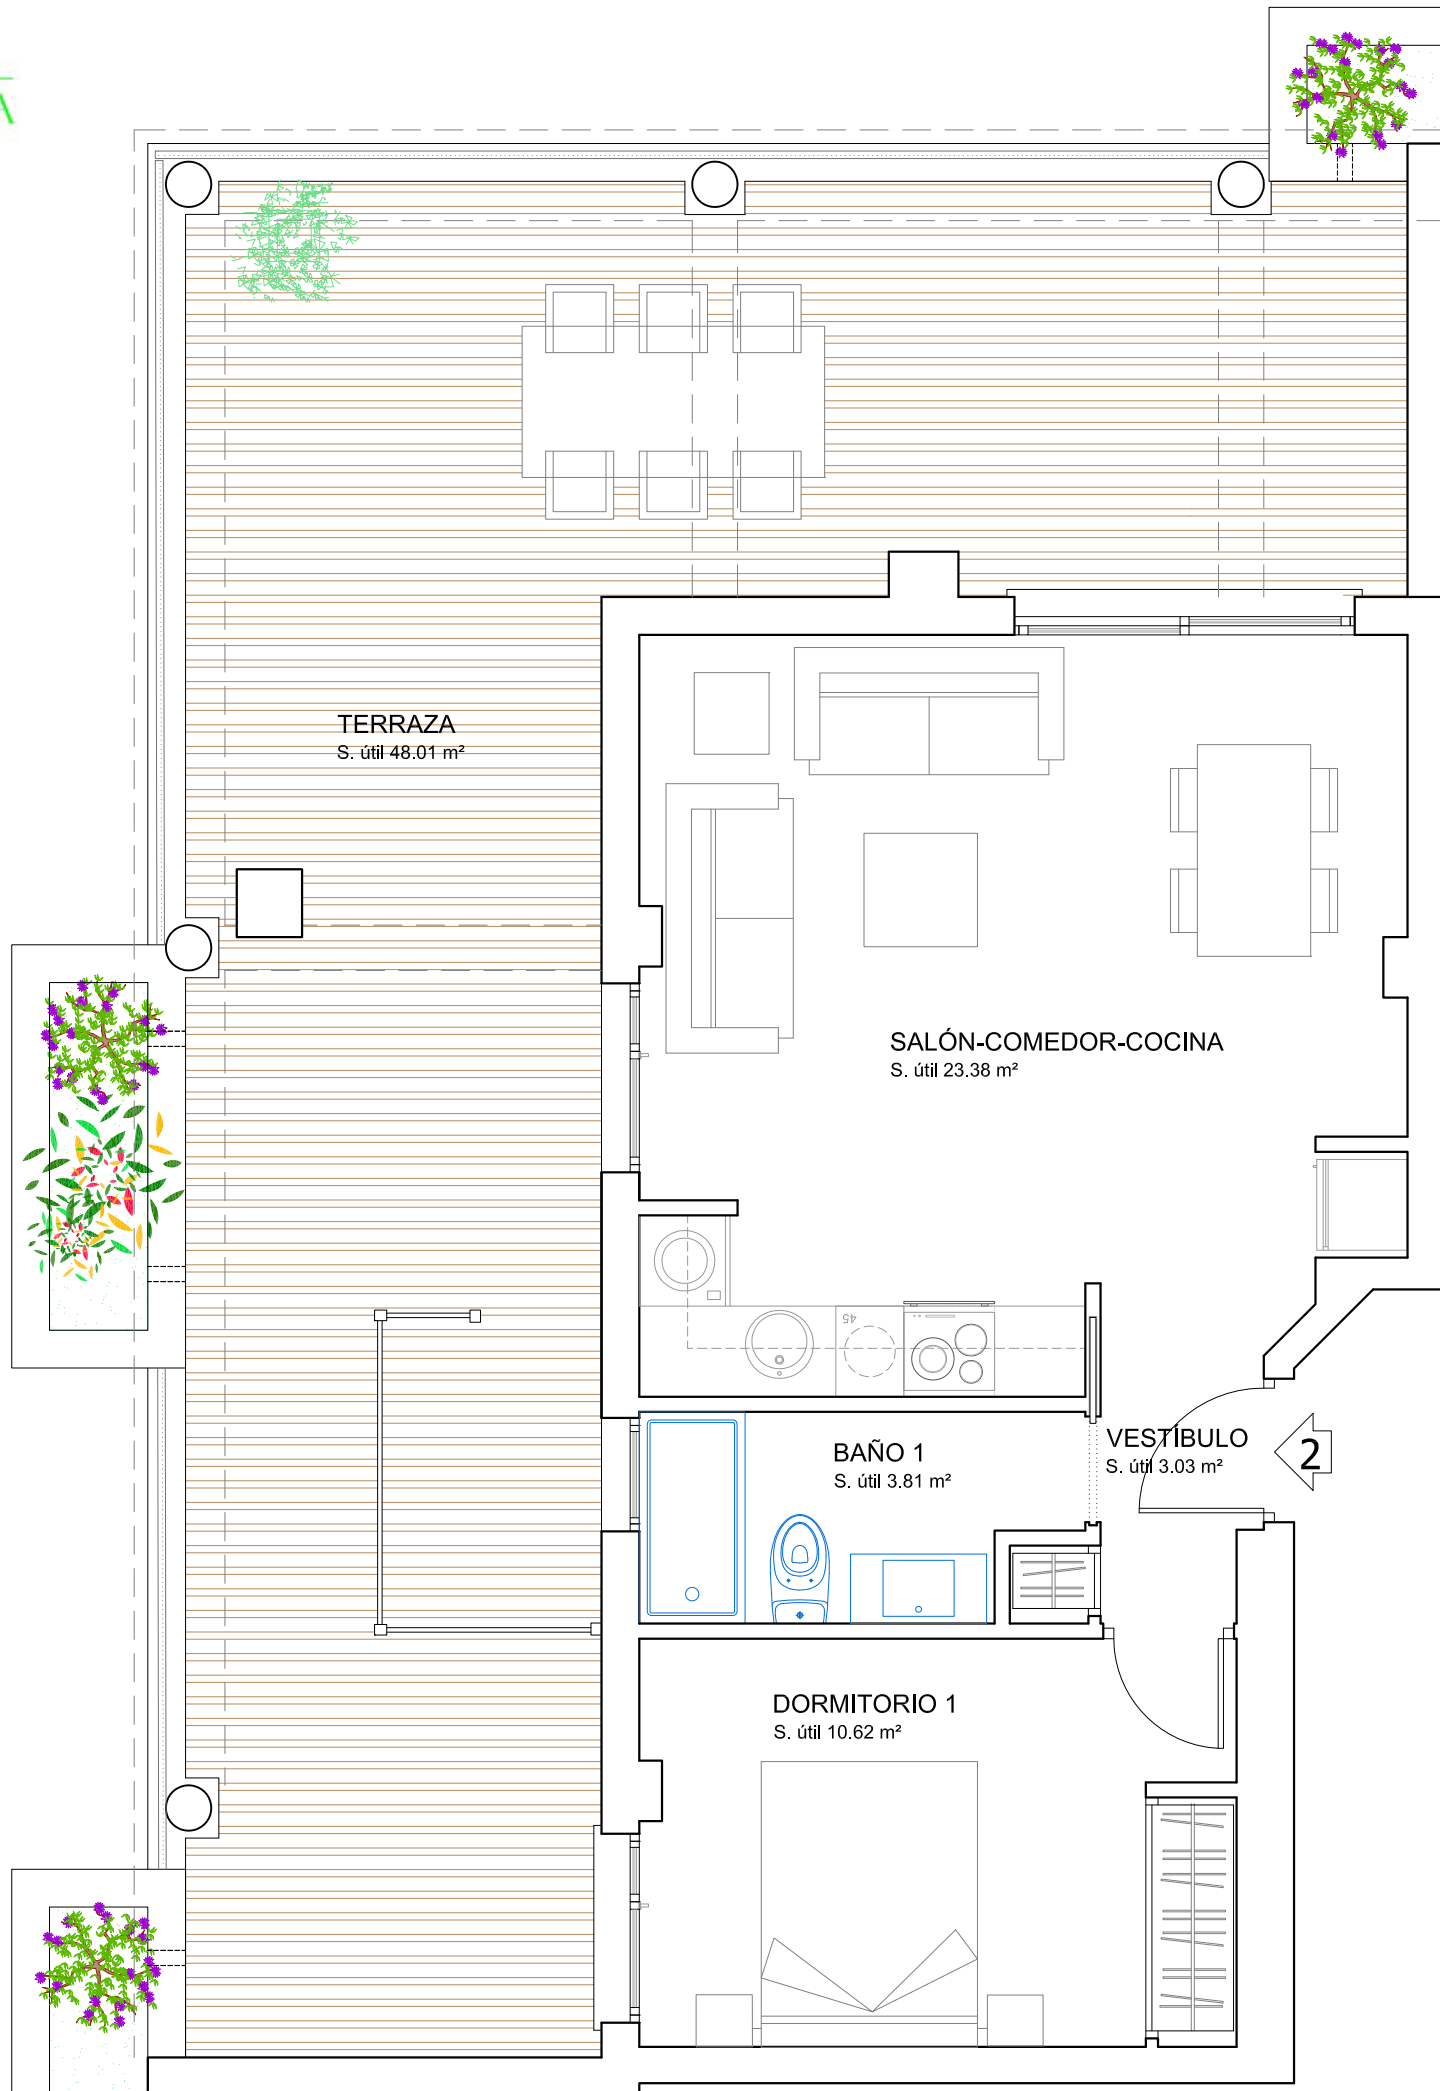 A
TERRAZA
S. útil 48.01 m²
SALÓN-COMEDOR-COCINA
S. útil 23.38 m²
45
BAÑO 1
S. útil 3.81 m²
VESTÍBULO
S. útil 3.03 m²
2
DORMITORIO 1
S. útil 10.62 m²